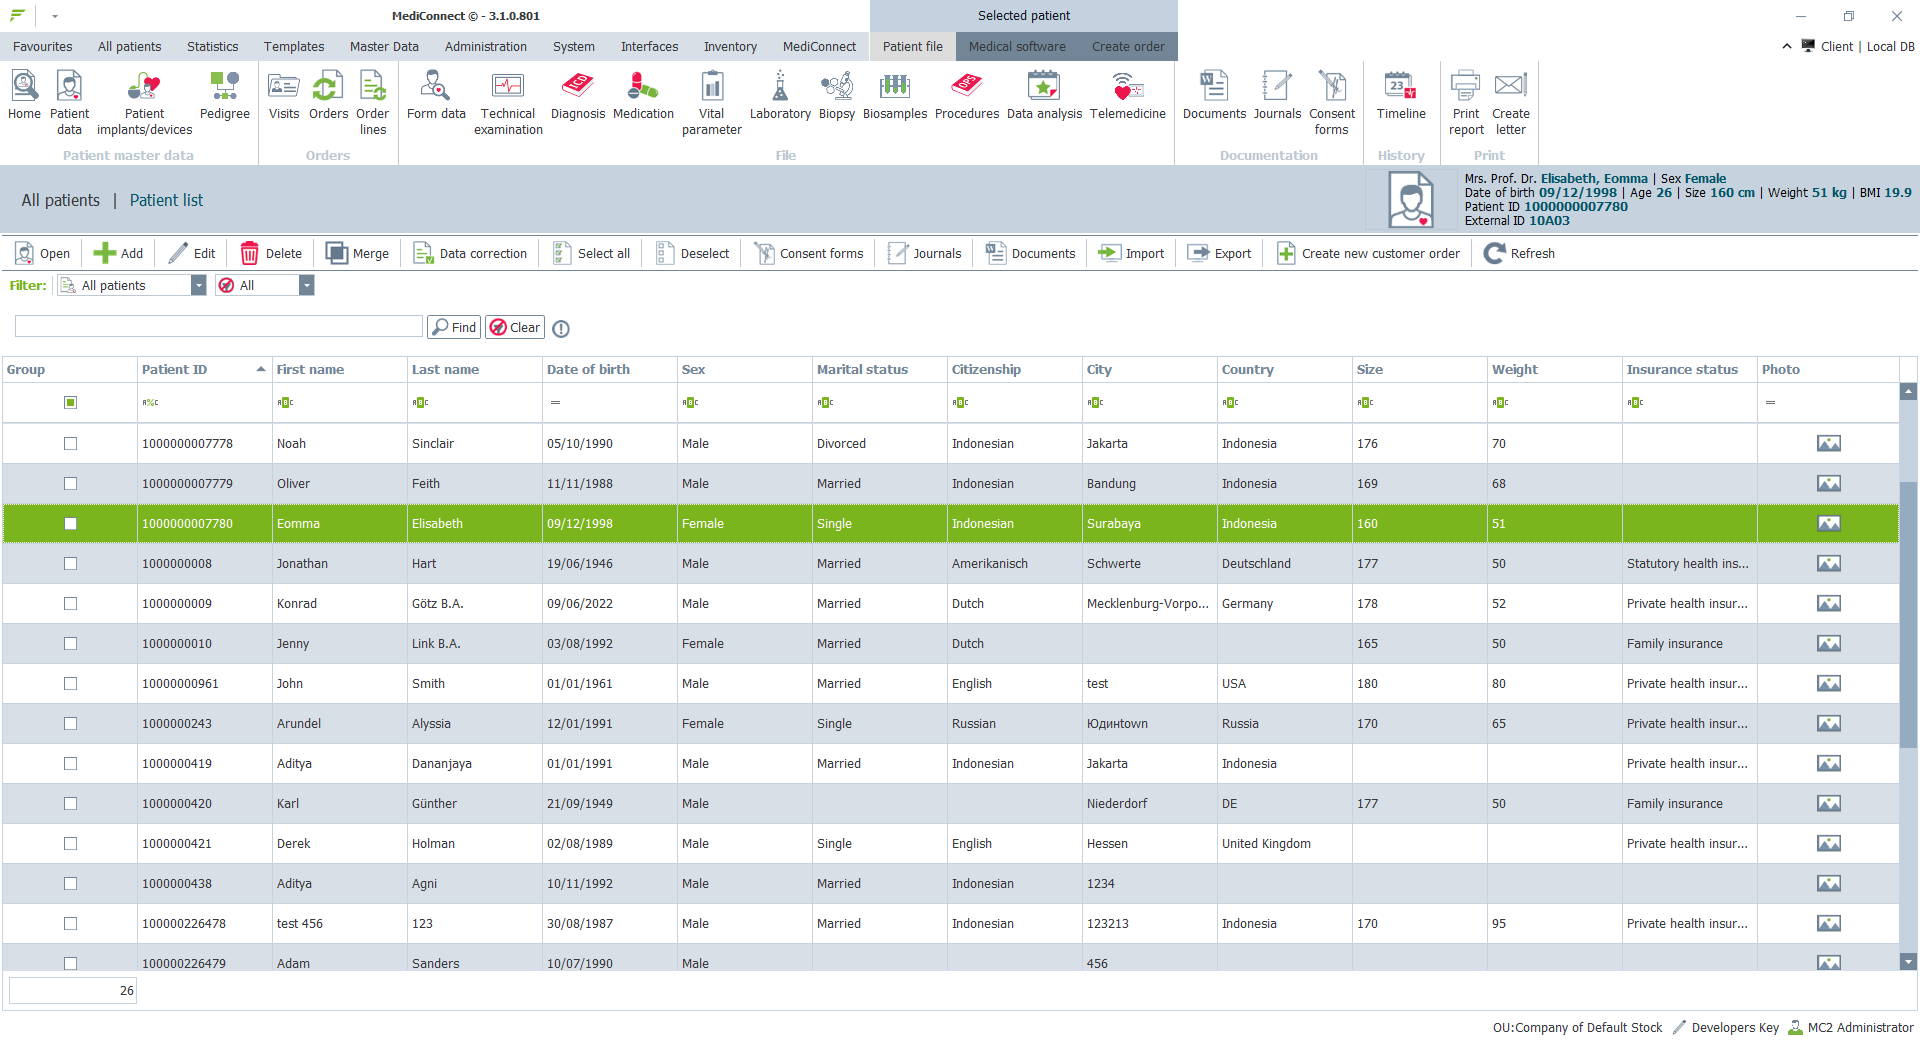 MediConnect © - 3.1.0.801
Selected patient
Favourites All patients Statistics Templates Master Data Administration System Interfaces Inventory MediConnect Patient file Medical software Create order Client | Local DB
Home Patient data Patient implants/devices Pedigree Visits Orders Order lines Form data Technical examination Diagnosis Medication Vital parameter Laboratory Biopsy Biosamples Procedures Data analysis Telemedicine Documents Journals Consent forms Timeline Print report Create letter
Patient master data Orders File Documentation History Print
All patients | Patient list
Mrs. Prof. Dr. Elisabeth, Eomma | Sex Female
Date of birth 09/12/1998 | Age 26 | Size 160 cm | Weight 51 kg | BMI 19.9
Patient ID 1000000007780
External ID 10A03
Open Add Edit Delete Merge Data correction Select all Deselect Consent forms Journals Documents Import Export Create new customer order Refresh
Filter: All patients All
Find Clear
Group Patient ID First name Last name Date of birth Sex Marital status Citizenship City Country Size Weight Insurance status Photo
1000000007778 Noah Sinclair 05/10/1990 Male Divorced Indonesian Jakarta Indonesia 176 70
1000000007779 Oliver Feith 11/11/1988 Male Married Indonesian Bandung Indonesia 169 68
1000000007780 Eomma Elisabeth 09/12/1998 Female Single Indonesian Surabaya Indonesia 160 51
1000000008 Jonathan Hart 19/06/1946 Male Married Amerikanisch Schwerte Deutschland 177 50 Statutory health ins...
1000000009 Konrad Götz B.A. 09/06/2022 Male Married Dutch Mecklenburg-Vorpo... Germany 178 52 Private health insur...
1000000010 Jenny Link B.A. 03/08/1992 Female Married Dutch 165 50 Family insurance
10000000961 John Smith 01/01/1961 Male Married English test USA 180 80 Private health insur...
1000000243 Arundel Alyssia 12/01/1991 Female Single Russian Юдинтоwn Russia 170 65 Private health insur...
1000000419 Aditya Dananjaya 01/01/1991 Male Married Indonesian Jakarta Indonesia Private health insur...
1000000420 Karl Günther 21/09/1949 Male Niederdorf DE 177 50 Family insurance
1000000421 Derek Holman 02/08/1989 Male Single English Hessen United Kingdom Private health insur...
1000000438 Aditya Agni 10/11/1992 Male Married Indonesian 1234
100000226478 test 456 123 30/08/1987 Male Married Indonesian 123213 Indonesia 170 95 Private health insur...
100000226479 Adam Sanders 10/07/1990 Male 456
26
OU:Company of Default Stock Developers Key MC2 Administrator